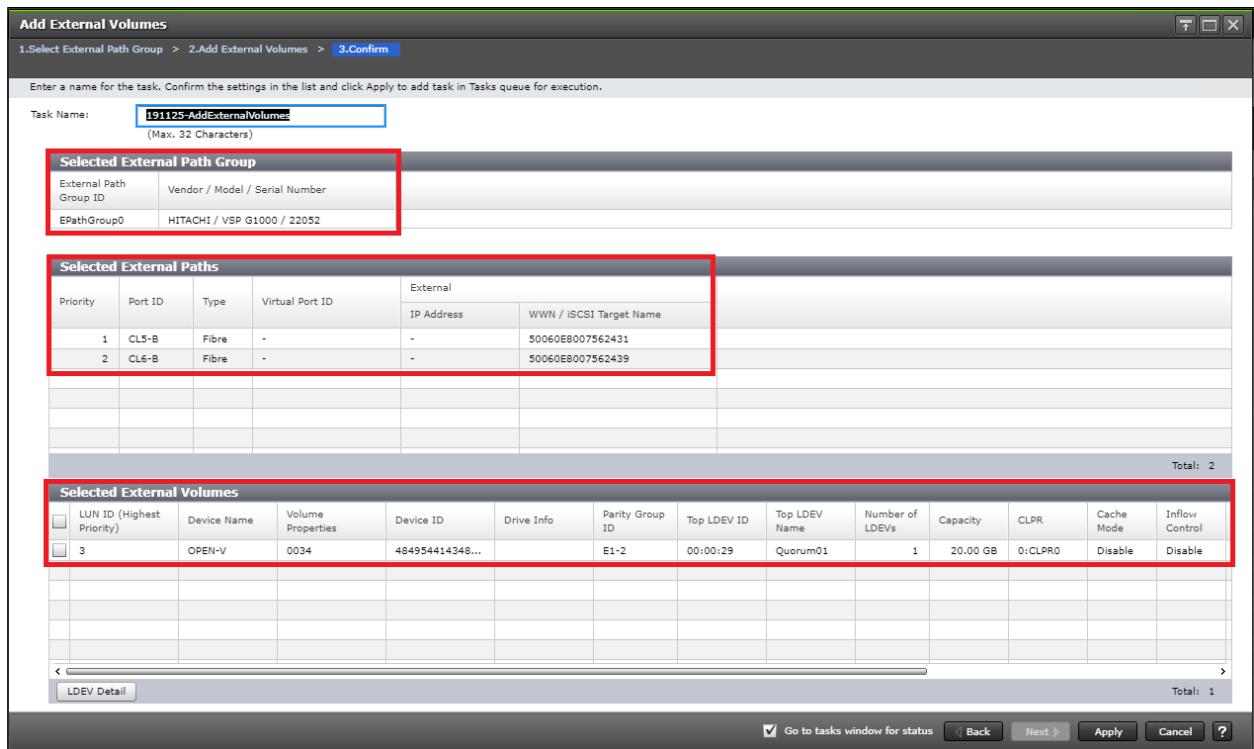 Add External Volumes
1.Select External Path Group > 2.Add External Volumes > 3.Confirm
Enter a name for the task. Confirm the settings in the list and click Apply to add task in Tasks queue for execution.
Task Name: 191125-AddExternalVolumes
(Max. 32 Characters)
Selected External Path Group
External Path Group ID Vendor / Model / Serial Number
EPathGroup0 HITACHI / VSP G1000 / 22052
Selected External Paths
Priority Port ID Type Virtual Port ID External
IP Address WWN / iSCSI Target Name
1 CL5-B Fibre - - 50060E8007562431
2 CL6-B Fibre - - 50060E8007562439
Total: 2
Selected External Volumes
LUN ID (Highest Priority) Device Name Volume Properties Device ID Drive Info Parity Group ID Top LDEV ID Top LDEV Name Number of LDEVs Capacity CLPR Cache Mode Inflow Control
3 OPEN-V 0034 484954414348... E1-2 00:00:29 Quorum01 1 20.00 GB 0:CLPR0 Disable Disable
LDEV Detail Total: 1
Go to tasks window for status Back Next Apply Cancel ?